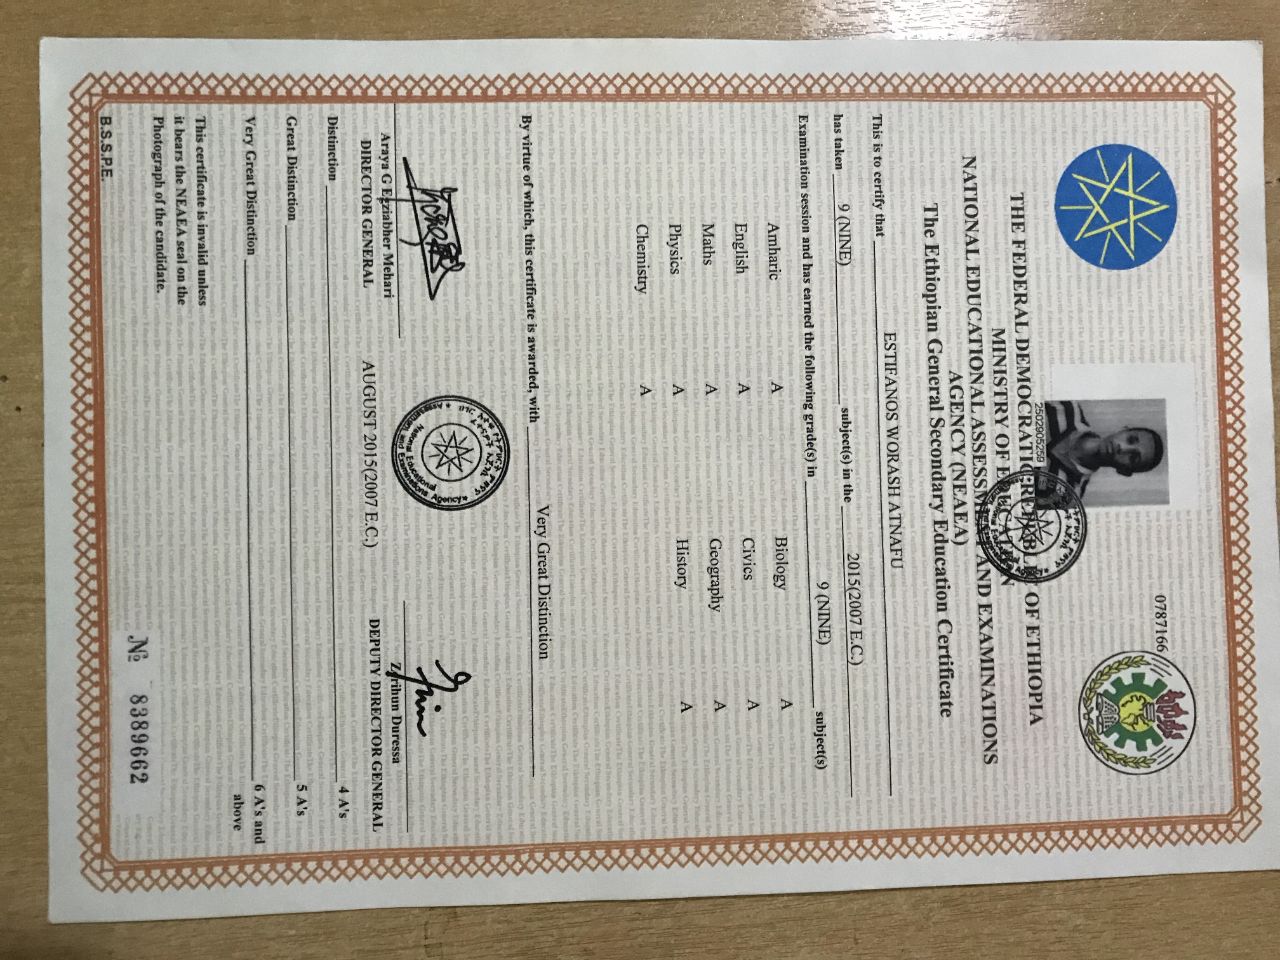 0787166
2502905259
THE FEDERAL DEMOCRATIC REPUBLIC OF ETHIOPIA
MINISTRY OF EDUCATION
NATIONAL EDUCATIONAL ASSESSMENT AND EXAMINATIONS
AGENCY (NEAEA)
The Ethiopian General Secondary Education Certificate
This is to certify that ESTIFANOS WORASH ATNAFU
has taken 9 (NINE) subject(s) in the 2015(2007 E.C.)
Examination session and has earned the following grade(s) in 9 (NINE) subject(s)
Amharic A Biology A
English A Civics A
Maths A Geography A
Physics A History A
Chemistry A
By virtue of which, this certificate is awarded, with Very Great Distinction
National Educational
Assessment and Examinations Agency
Araya G Egziabher Mehari
DIRECTOR GENERAL
AUGUST 2015(2007 E.C.)
Zerihun Duressa
DEPUTY DIRECTOR GENERAL
Distinction 4 A's
Great Distinction 5 A's
Very Great Distinction 6 A's and
above
This certificate is invalid unless
it bears the NEAEA seal on the
Photograph of the candidate.
№ 8389662
B.S.S.P.E.